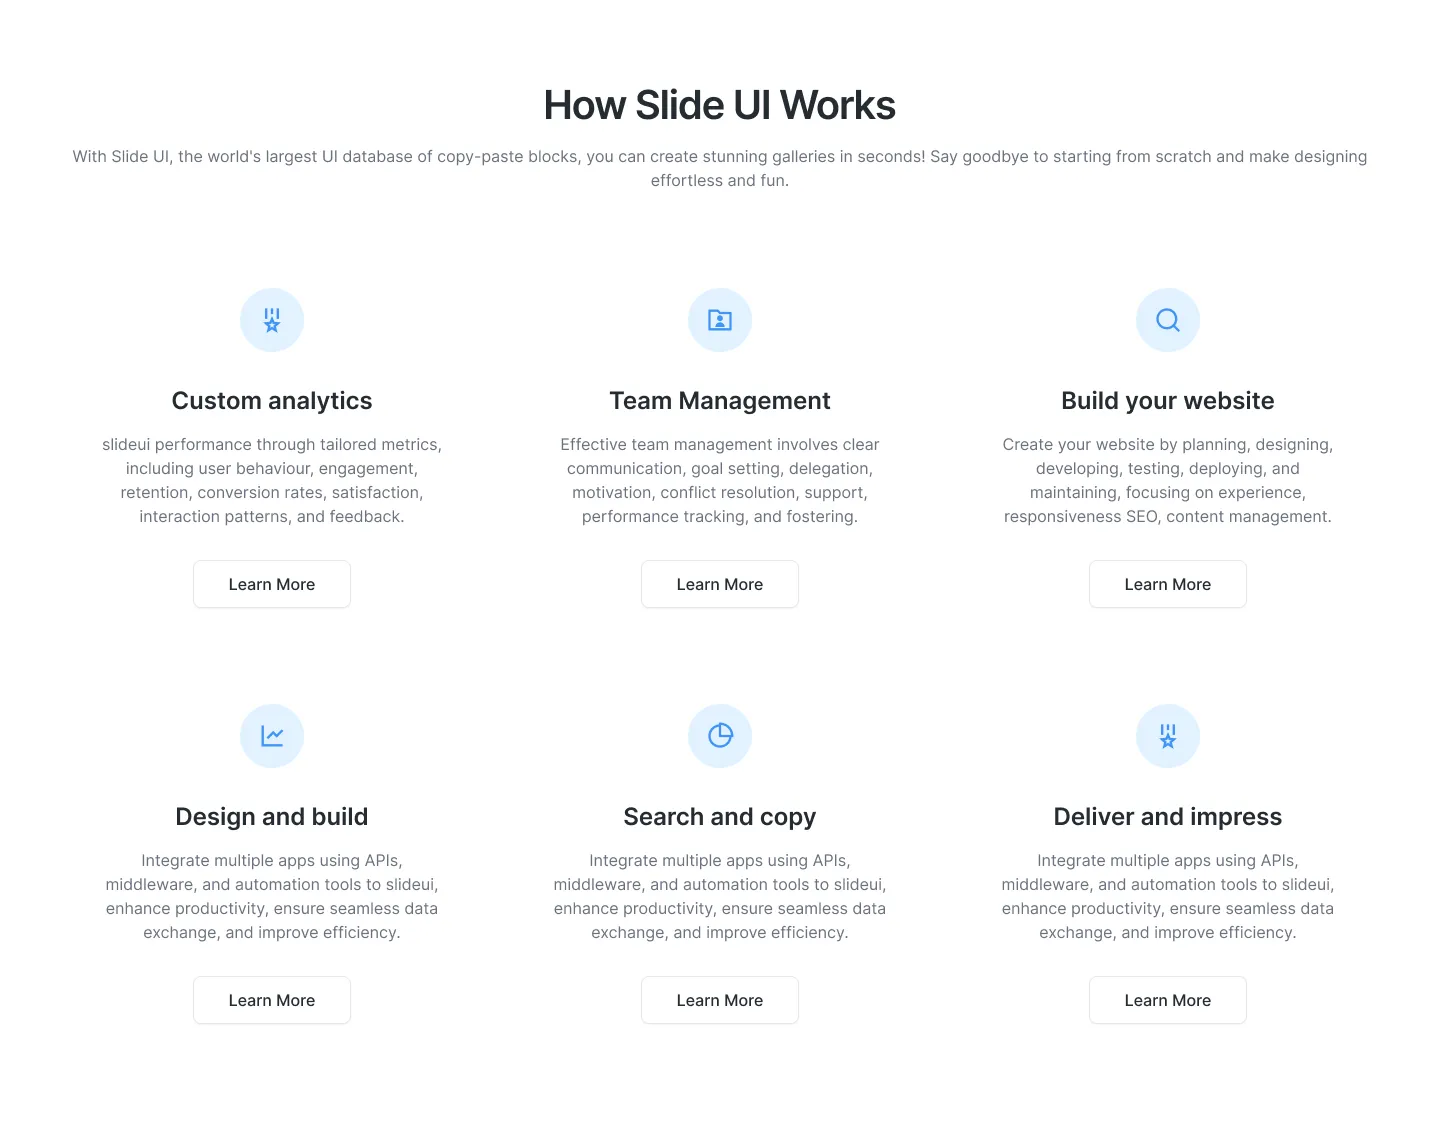 How Slide UI Works
With Slide UI, the world's largest UI database of copy-paste blocks, you can create stunning galleries in seconds! Say goodbye to starting from scratch and make designing
effortless and fun.
Custom analytics
slideui performance through tailored metrics,
including user behaviour, engagement,
retention, conversion rates, satisfaction,
interaction patterns, and feedback.
Learn More
Team Management
Effective team management involves clear
communication, goal setting, delegation,
motivation, conflict resolution, support,
performance tracking, and fostering.
Learn More
Build your website
Create your website by planning, designing,
developing, testing, deploying, and
maintaining, focusing on experience,
responsiveness SEO, content management.
Learn More
Design and build
Integrate multiple apps using APIs,
middleware, and automation tools to slideui,
enhance productivity, ensure seamless data
exchange, and improve efficiency.
Learn More
Search and copy
Integrate multiple apps using APIs,
middleware, and automation tools to slideui,
enhance productivity, ensure seamless data
exchange, and improve efficiency.
Learn More
Deliver and impress
Integrate multiple apps using APIs,
middleware, and automation tools to slideui,
enhance productivity, ensure seamless data
exchange, and improve efficiency.
Learn More